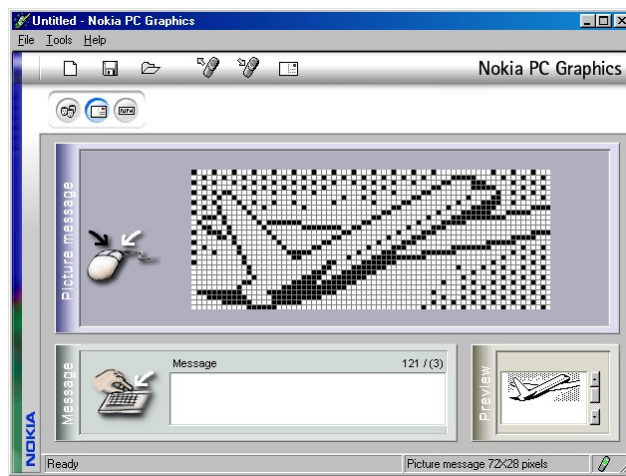 Untitled - Nokia PC Graphics
File Tools Help
Nokia PC Graphics
Picture message
Message
Message 121 /(3)
Preview
NOKIA
Ready
Picture message 72X28 pixels